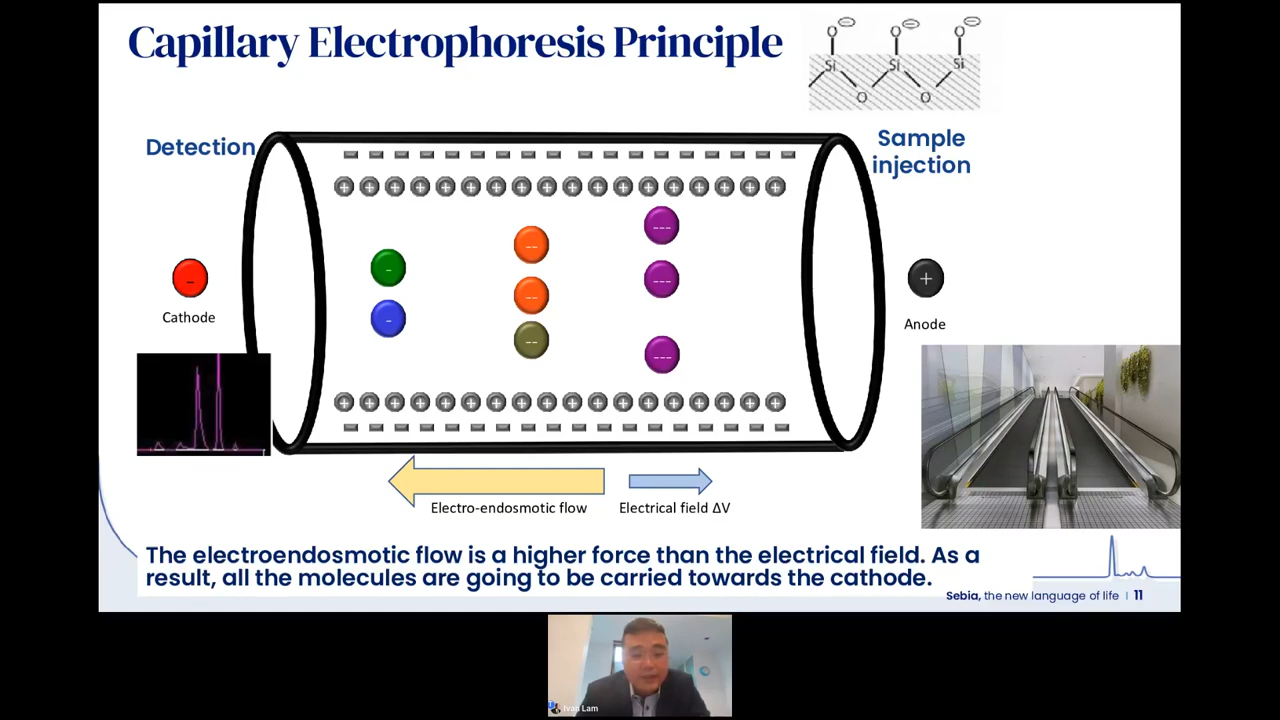 Capillary Electrophoresis Principle
O O O
Si Si Si
O O
Detection
Sample
injection
Cathode
Anode
Electro-endosmotic flow
Electrical field ΔV
The electroendosmotic flow is a higher force than the electrical field. As a
result, all the molecules are going to be carried towards the cathode.
Sebia, the new language of life | 11
Ivan Lam